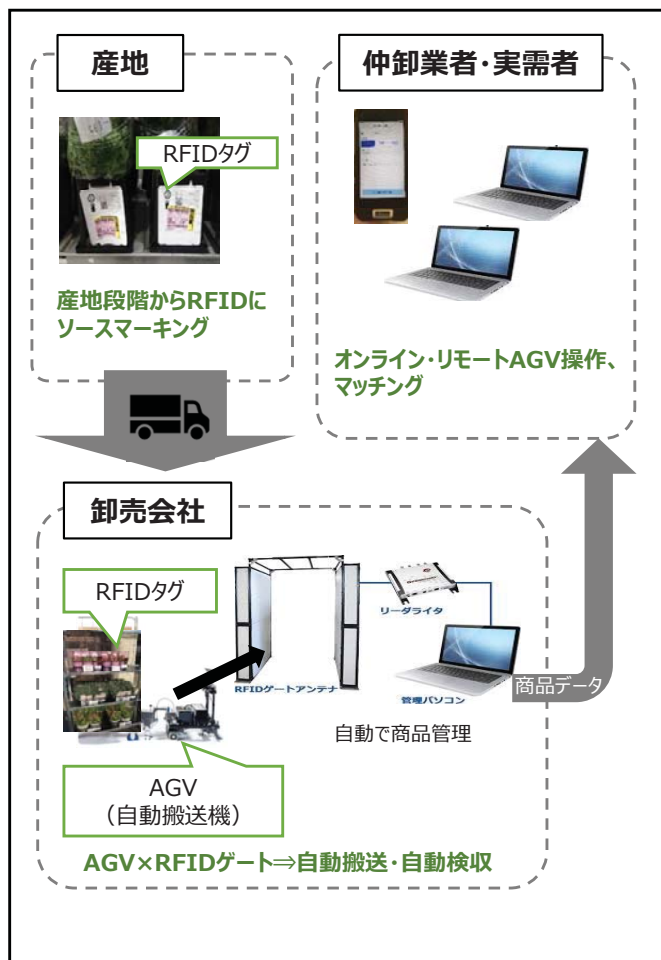 産地
RFIDタグ
産地段階からRFIDに
ソースマーキング
仲卸業者･実需者
オンライン･リモートAGV操作、
マッチング
卸売会社
RFIDタグ
リーダライタ
RFIDゲートアンテナ
管理パソコン
商品データ
自動で商品管理
AGV
（自動搬送機）
AGV×RFIDゲート⇒自動搬送･自動検収